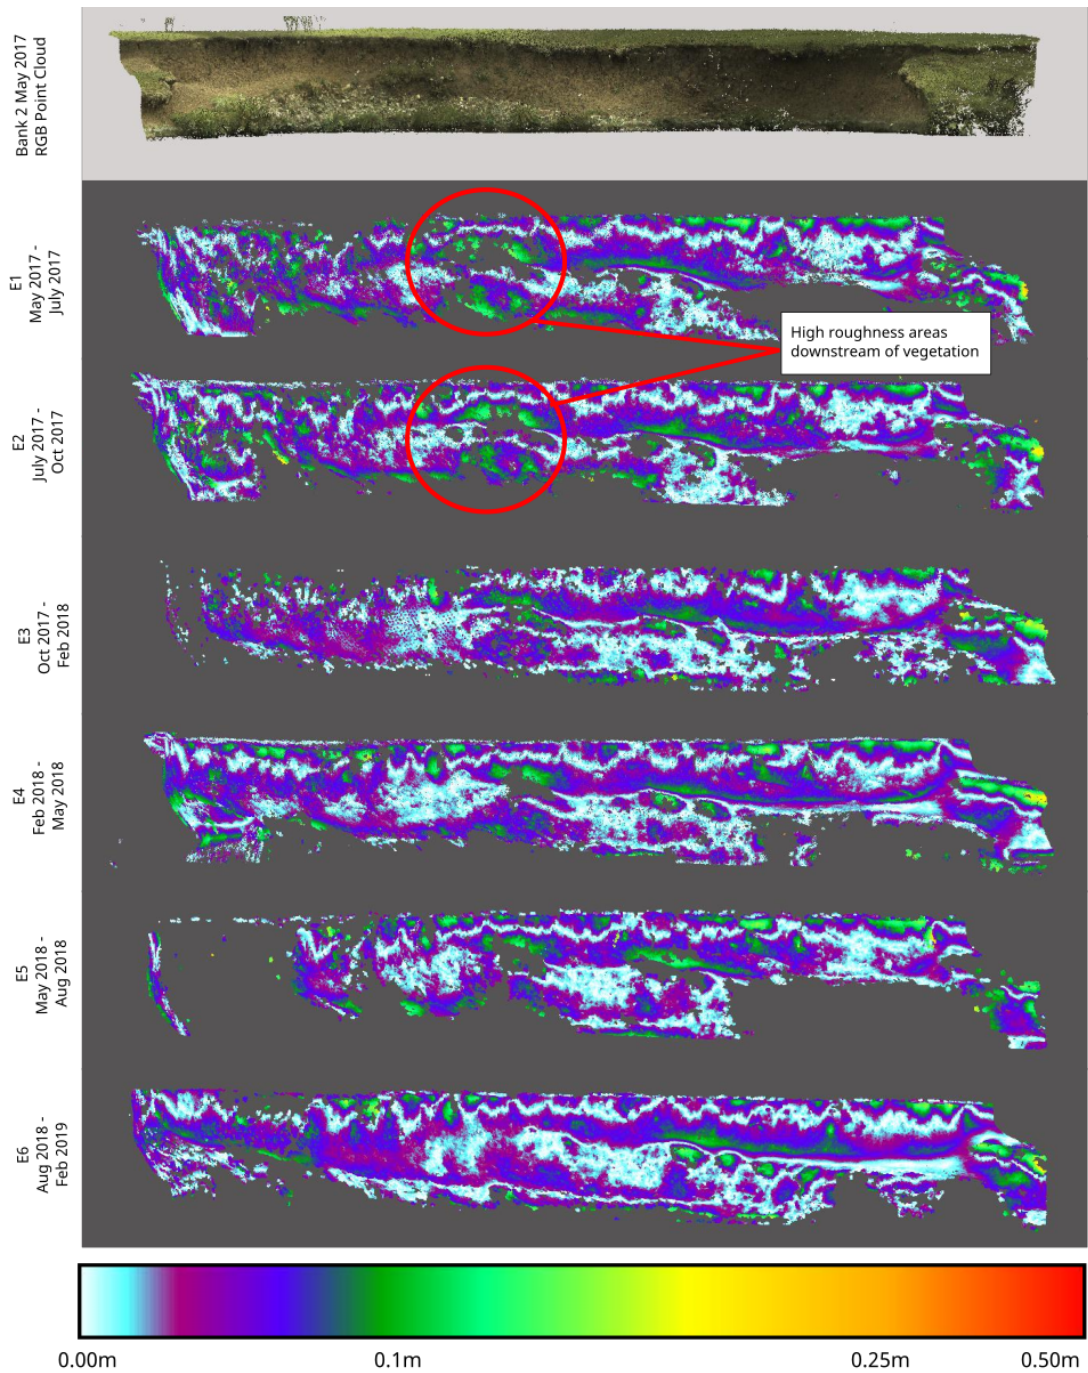 Bank 2 May 2017
RGB Point Cloud
E1
May 2017 -
July 2017
High roughness areas
downstream of vegetation
E2
July 2017 -
Oct 2017
E3
Oct 2017 -
Feb 2018
E4
Feb 2018 -
May 2018
E5
May 2018 -
Aug 2018
E6
Aug 2018 -
Feb 2019
0.00m
0.1m
0.25m
0.50m